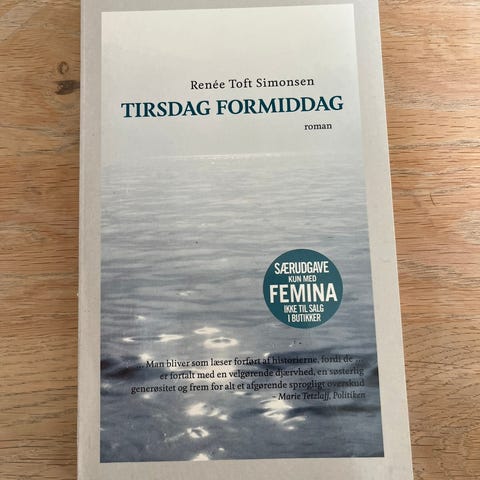 Renée Toft Simonsen
TIRSDAG FORMIDDAG
roman
SÆRUDGAVE
KUN MED
FEMINA
IKKE TIL SALG
I BUTIKKER
... Man bliver som læser forført af historierne, fordi de ...
er fortalt med en velgørende djærvhed, en søsterlig
generøsitet og frem for alt et afgørende sprogligt overskud
– Marie Tetzlaff, Politiken